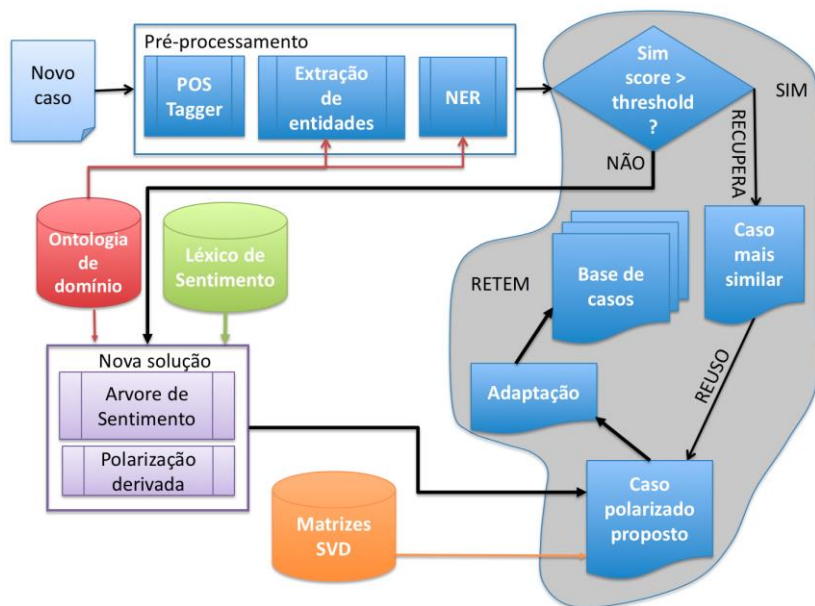 Novo
caso
Pré-processamento
POS
Tagger
Extração
de
entidades
NER
Sim
score >
threshold
?
SIM
NÃO
RECUPERA
Ontologia
de
domínio
Léxico de
Sentimento
RETEM
Base de
casos
Caso
mais
similar
Nova solução
Arvore de
Sentimento
Polarização
derivada
Adaptação
REUSO
Matrizes
SVD
Caso
polarizado
proposto